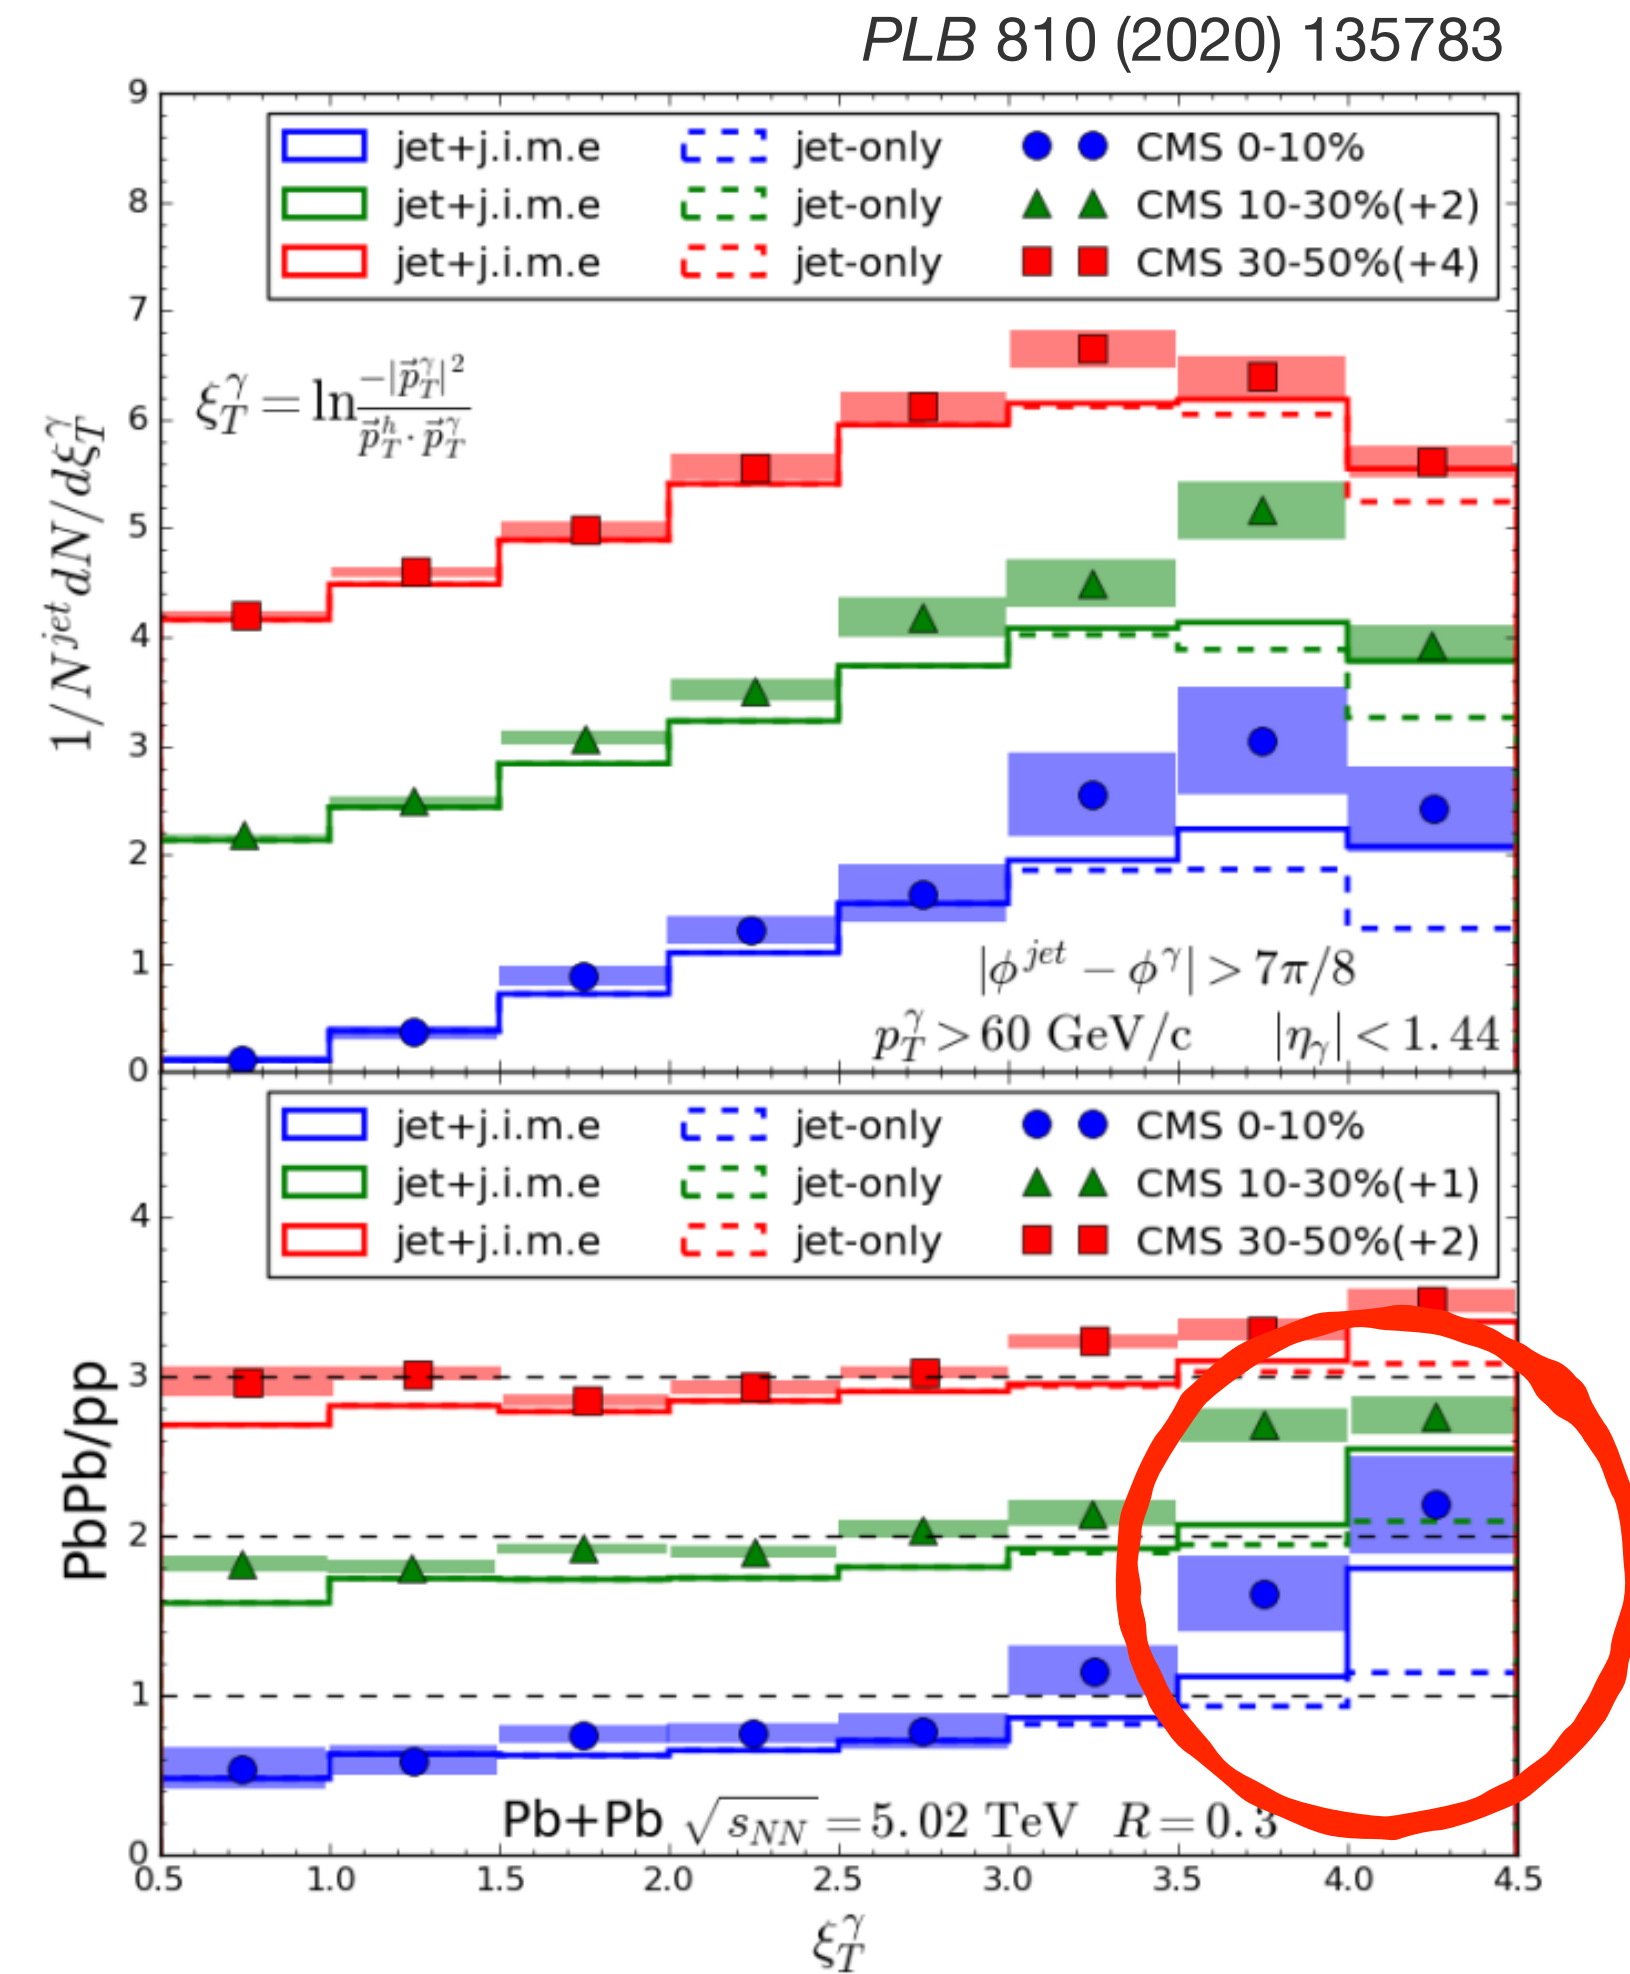 PLB 810 (2020) 135783
9
jet+j.i.m.e jet-only CMS 0-10%
8
jet+j.i.m.e jet-only CMS 10-30%(+2)
jet+j.i.m.e jet-only CMS 30-50%(+4)
7
ξ_T^γ = ln −|p⃗_T^γ|² / p⃗_T^h · p⃗_T^γ
6
1/N^{jet} dN/dξ_T^γ
5
4
3
2
1
|ϕ^{jet} − ϕ^γ| > 7π/8
p_T^γ > 60 GeV/c |η_γ| < 1.44
0
jet+j.i.m.e jet-only CMS 0-10%
jet+j.i.m.e jet-only CMS 10-30%(+1)
4
jet+j.i.m.e jet-only CMS 30-50%(+2)
3
PbPb/pp
2
1
Pb+Pb √s_{NN} = 5.02 TeV R = 0.3
0
0.5 1.0 1.5 2.0 2.5 3.0 3.5 4.0 4.5
ξ_T^γ